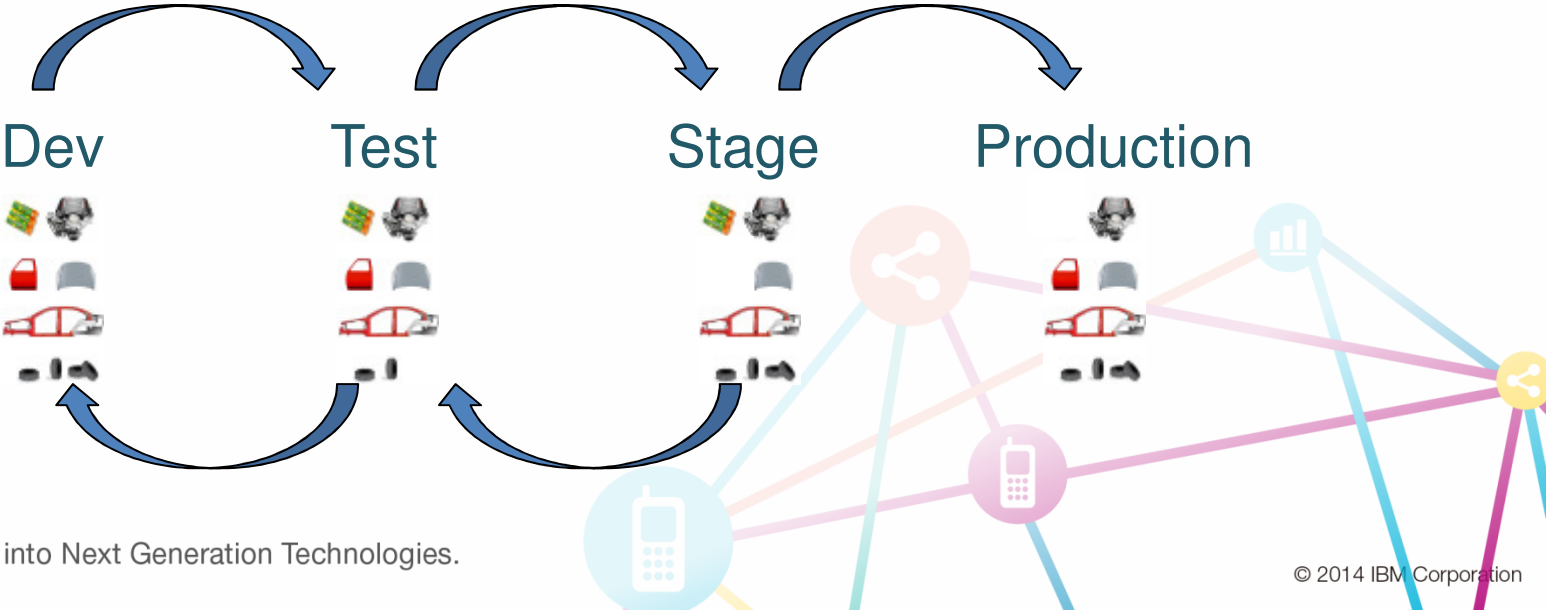 Dev Test Stage Production
into Next Generation Technologies.
© 2014 IBM Corporation